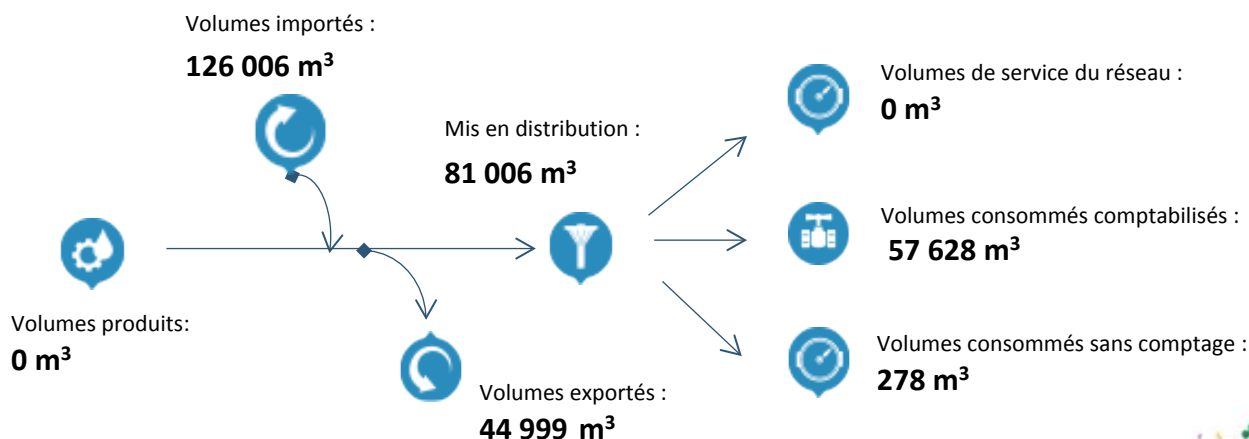 Volumes importés :
126 006 m³
Volumes de service du réseau :
0 m³
Mis en distribution :
81 006 m³
Volumes consommés comptabilisés :
57 628 m³
Volumes produits:
0 m³
Volumes consommés sans comptage :
278 m³
Volumes exportés :
44 999 m³